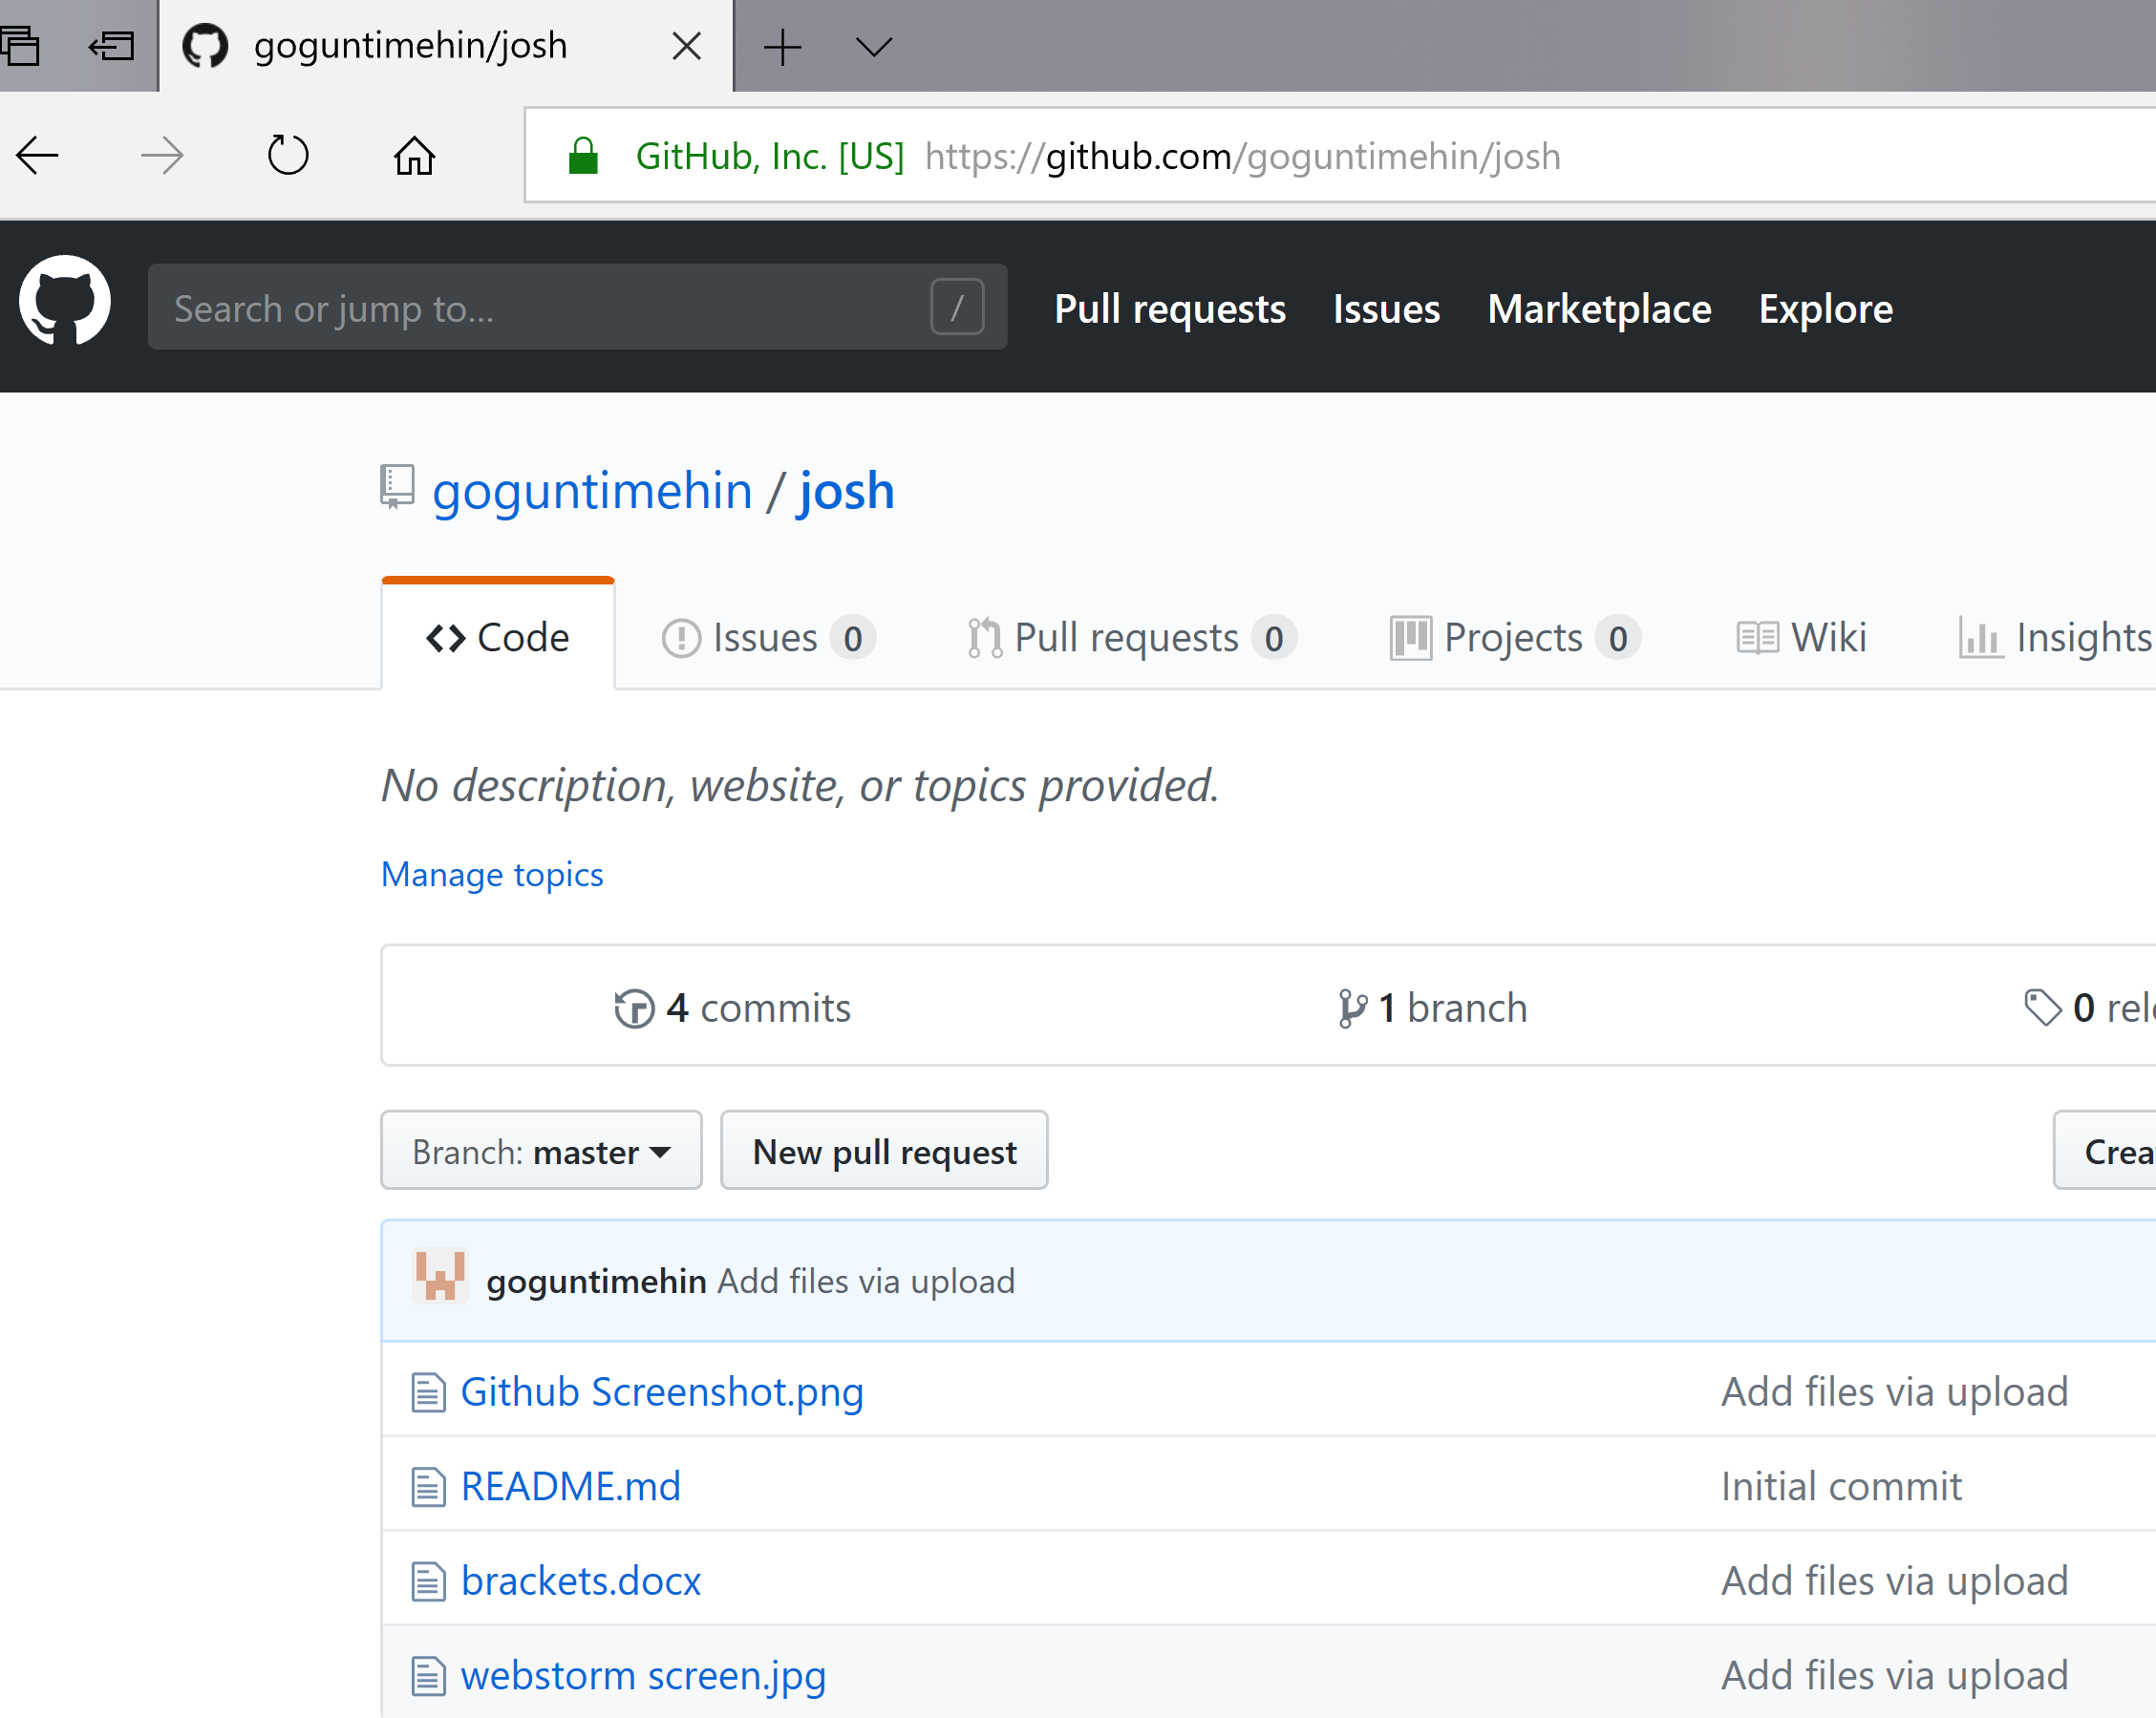 goguntimehin/josh
GitHub, Inc. [US] https://github.com/goguntimehin/josh
Search or jump to... / Pull requests Issues Marketplace Explore
goguntimehin / josh
Code Issues 0 Pull requests 0 Projects 0 Wiki Insights
No description, website, or topics provided.
Manage topics
4 commits 1 branch 0 rele
Branch: master New pull request Crea
goguntimehin Add files via upload
Github Screenshot.png Add files via upload
README.md Initial commit
brackets.docx Add files via upload
webstorm screen.jpg Add files via upload